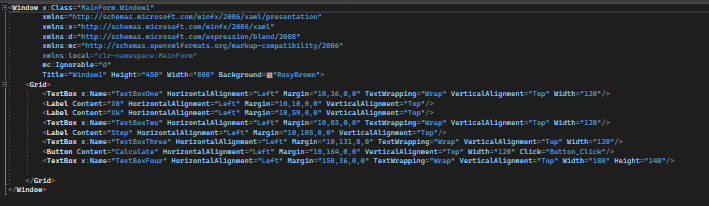 <Window x:Class="MainForm.Window1"
xmlns="http://schemas.microsoft.com/winfx/2006/xaml/presentation"
xmlns:x="http://schemas.microsoft.com/winfx/2006/xaml"
xmlns:d="http://schemas.microsoft.com/expression/blend/2008"
xmlns:mc="http://schemas.openxmlformats.org/markup-compatibility/2006"
xmlns:local="clr-namespace:MainForm"
mc:Ignorable="d"
Title="Window1" Height="450" Width="800" Background="RosyBrown">
<Grid>
<TextBox x:Name="TextBoxOne" HorizontalAlignment="Left" Margin="10,36,0,0" TextWrapping="Wrap" VerticalAlignment="Top" Width="120"/>
<Label Content="X0" HorizontalAlignment="Left" Margin="10,10,0,0" VerticalAlignment="Top"/>
<Label Content="Xk" HorizontalAlignment="Left" Margin="10,59,0,0" VerticalAlignment="Top"/>
<TextBox x:Name="TextBoxTwo" HorizontalAlignment="Left" Margin="10,85,0,0" TextWrapping="Wrap" VerticalAlignment="Top" Width="120"/>
<Label Content="Step" HorizontalAlignment="Left" Margin="10,105,0,0" VerticalAlignment="Top"/>
<TextBox x:Name="TextBoxThree" HorizontalAlignment="Left" Margin="10,131,0,0" TextWrapping="Wrap" VerticalAlignment="Top" Width="120"/>
<Button Content="Calculate" HorizontalAlignment="Left" Margin="10,164,0,0" VerticalAlignment="Top" Width="120" Click="Button_Click"/>
<TextBox x:Name="TextBoxFour" HorizontalAlignment="Left" Margin="150,36,0,0" TextWrapping="Wrap" VerticalAlignment="Top" Width="180" Height="148"/>
</Grid>
</Window>